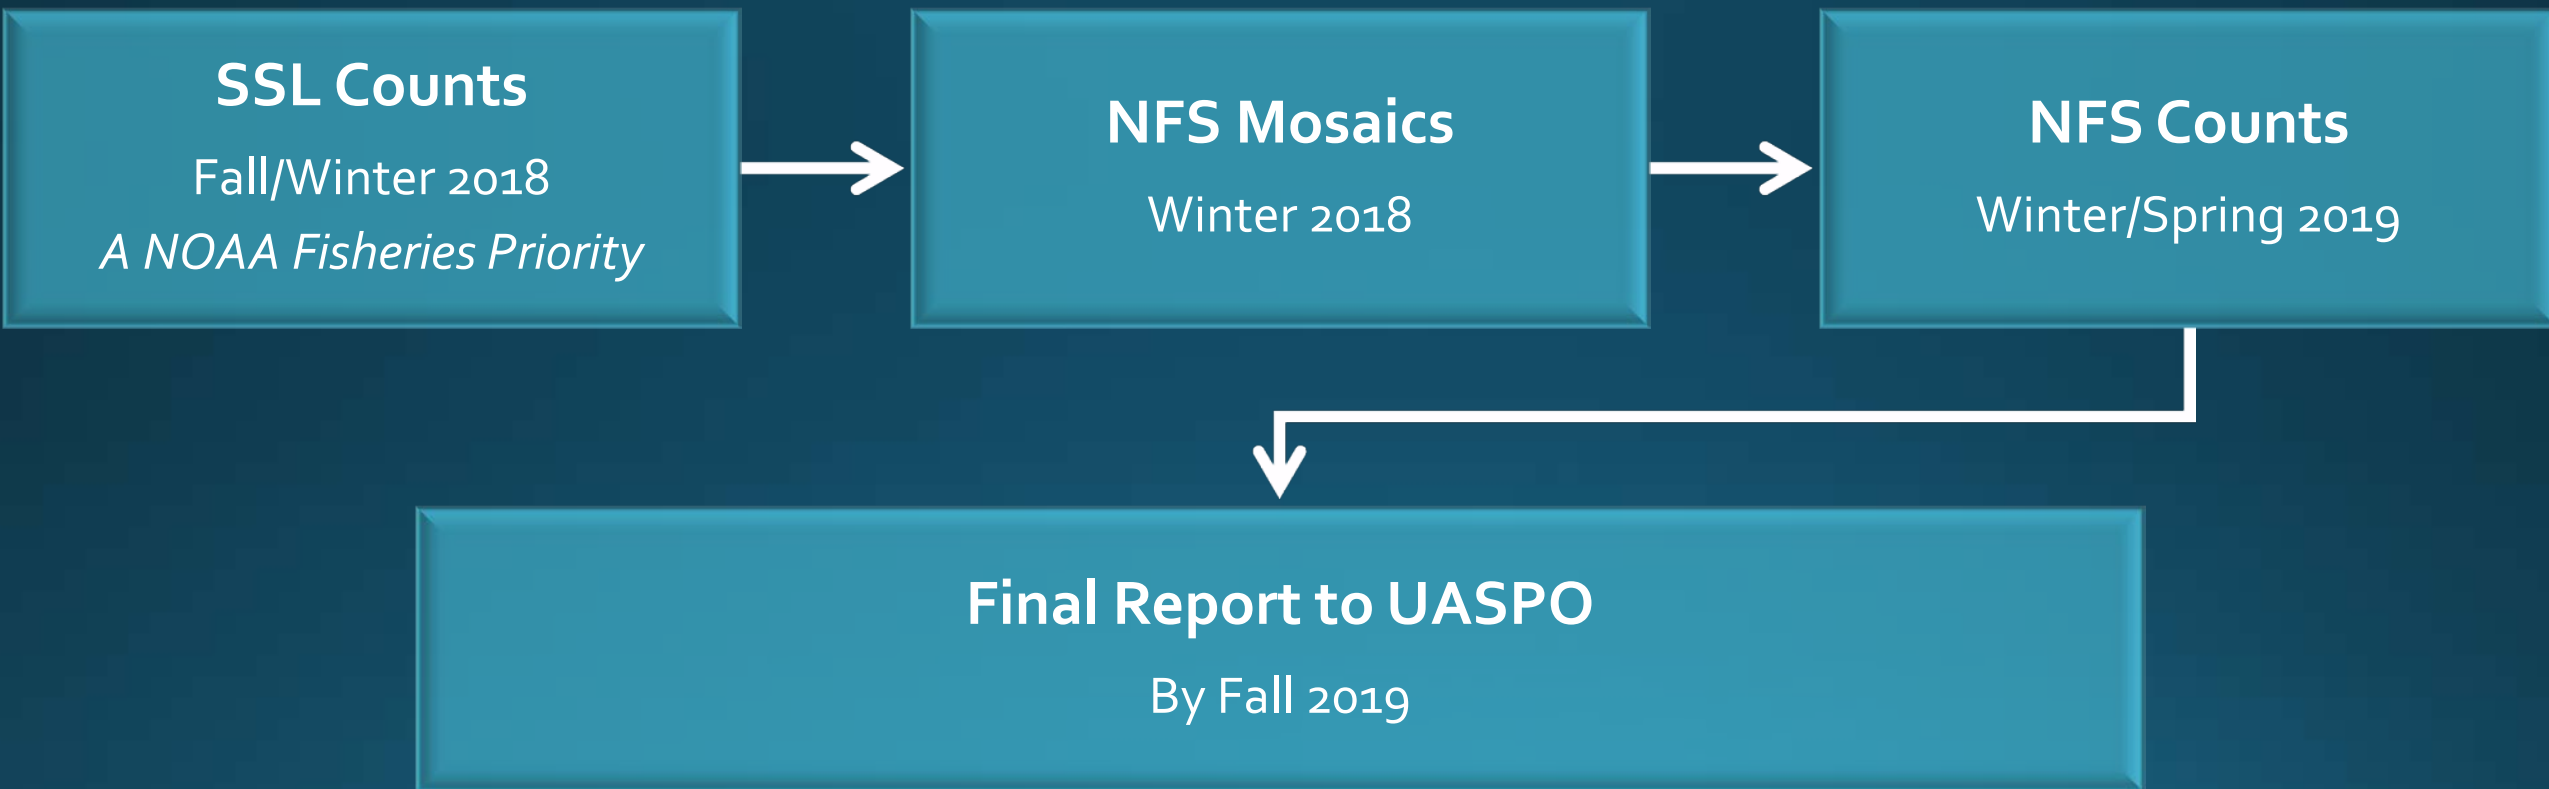 SSL Counts
Fall/Winter 2018
A NOAA Fisheries Priority
NFS Mosaics
Winter 2018
NFS Counts
Winter/Spring 2019
Final Report to UASPO
By Fall 2019